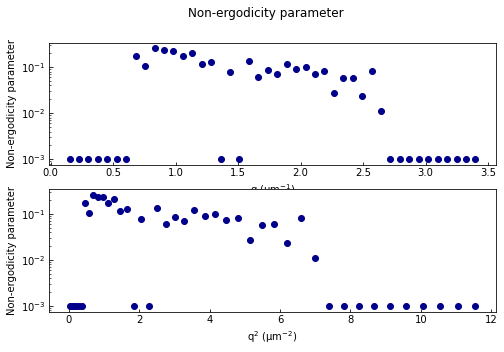 Non-ergodicity parameter
Non-ergodicity parameter
10⁻¹
10⁻²
10⁻³
0.0 0.5 1.0 1.5 2.0 2.5 3.0 3.5
q (μm⁻¹)
Non-ergodicity parameter
10⁻¹
10⁻²
10⁻³
0 2 4 6 8 10 12
q² (μm⁻²)